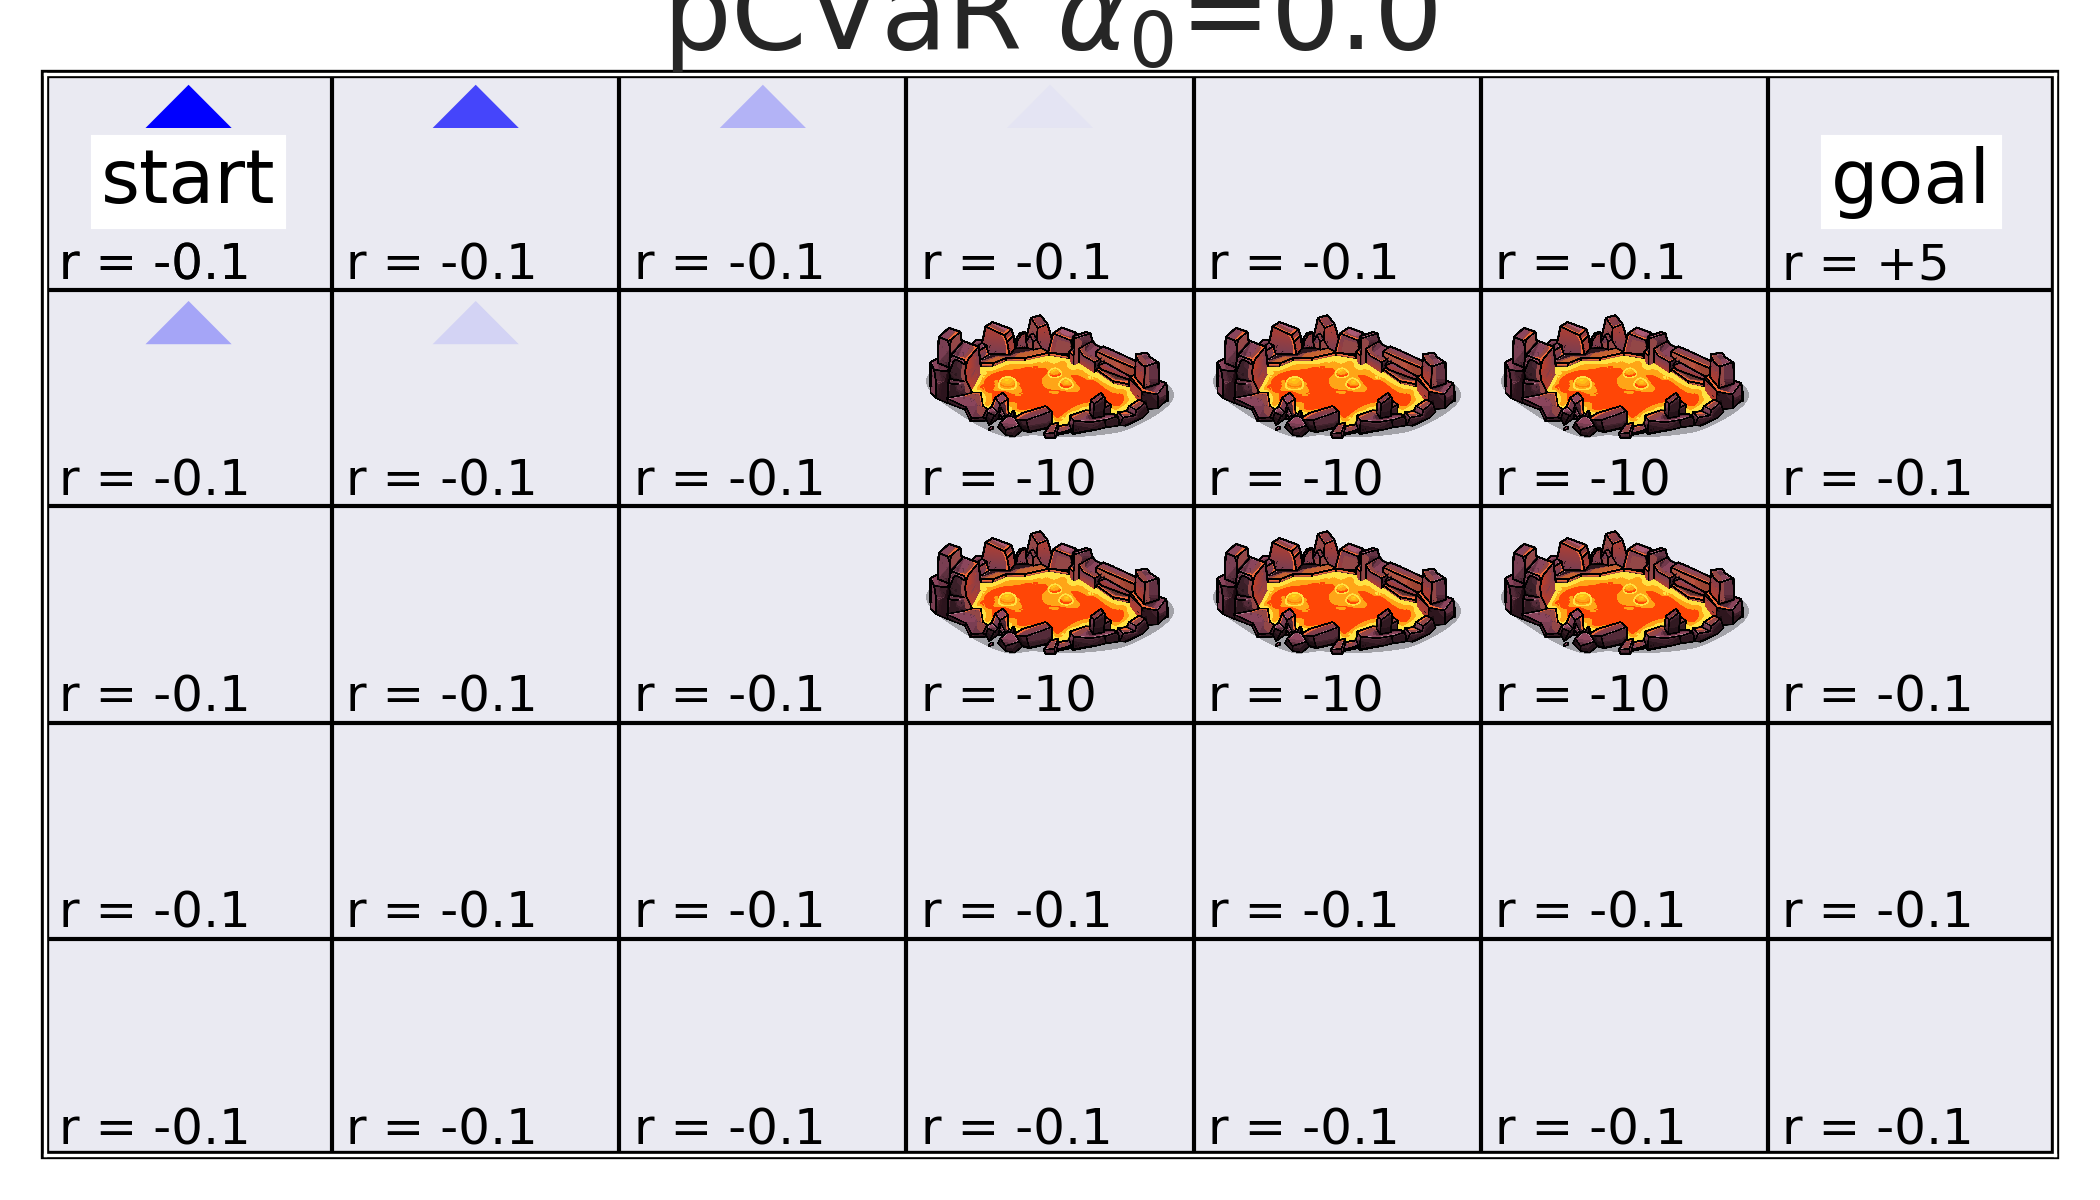 pCVaR α₀=0.0
start goal
r = -0.1 r = -0.1 r = -0.1 r = -0.1 r = -0.1 r = -0.1 r = +5
r = -0.1 r = -0.1 r = -0.1 r = -10 r = -10 r = -10 r = -0.1
r = -0.1 r = -0.1 r = -0.1 r = -10 r = -10 r = -10 r = -0.1
r = -0.1 r = -0.1 r = -0.1 r = -0.1 r = -0.1 r = -0.1 r = -0.1
r = -0.1 r = -0.1 r = -0.1 r = -0.1 r = -0.1 r = -0.1 r = -0.1